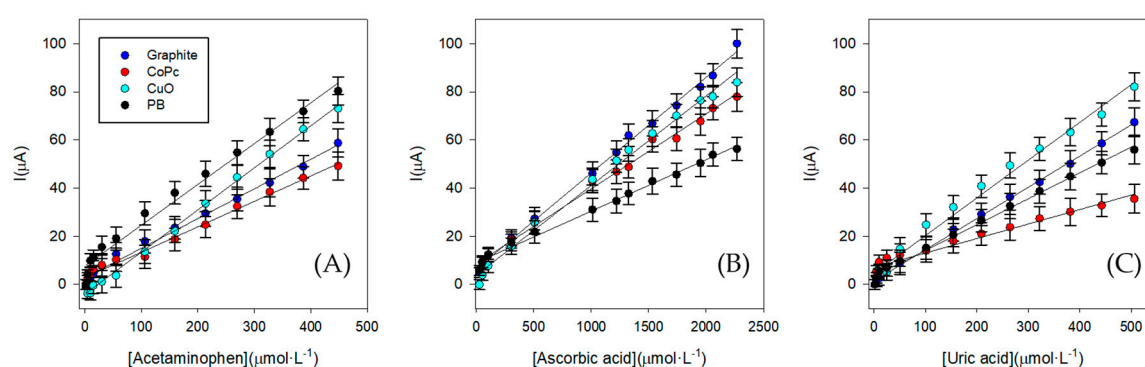 Graphite
CoPc
CuO
PB
(A)
I(μA)
100
80
60
40
20
0
0 100 200 300 400 500
[Acetaminophen](μmol·L⁻¹)
(B)
I(μA)
100
80
60
40
20
0
0 500 1000 1500 2000 2500
[Ascorbic acid](μmol·L⁻¹)
(C)
I(μA)
100
80
60
40
20
0
0 100 200 300 400 500
[Uric acid](μmol·L⁻¹)